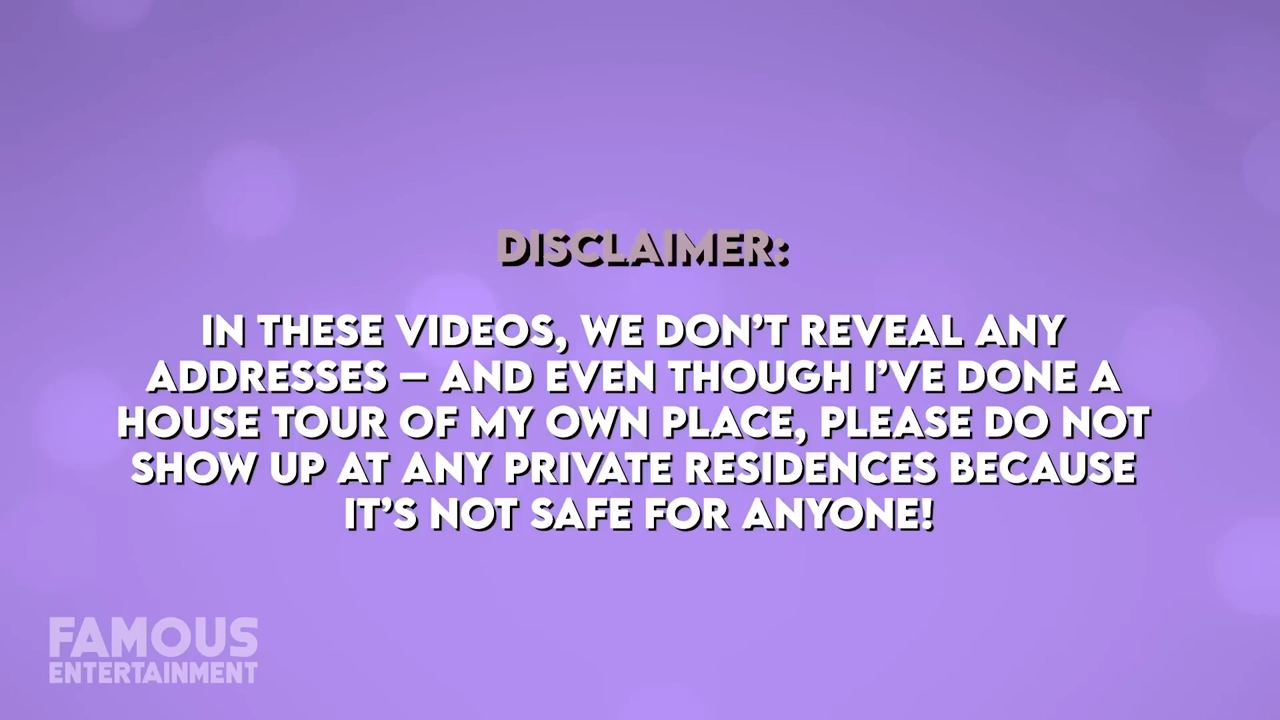 DISCLAIMER:
IN THESE VIDEOS, WE DON’T REVEAL ANY
ADDRESSES – AND EVEN THOUGH I’VE DONE A
HOUSE TOUR OF MY OWN PLACE, PLEASE DO NOT
SHOW UP AT ANY PRIVATE RESIDENCES BECAUSE
IT’S NOT SAFE FOR ANYONE!
FAMOUS
ENTERTAINMENT